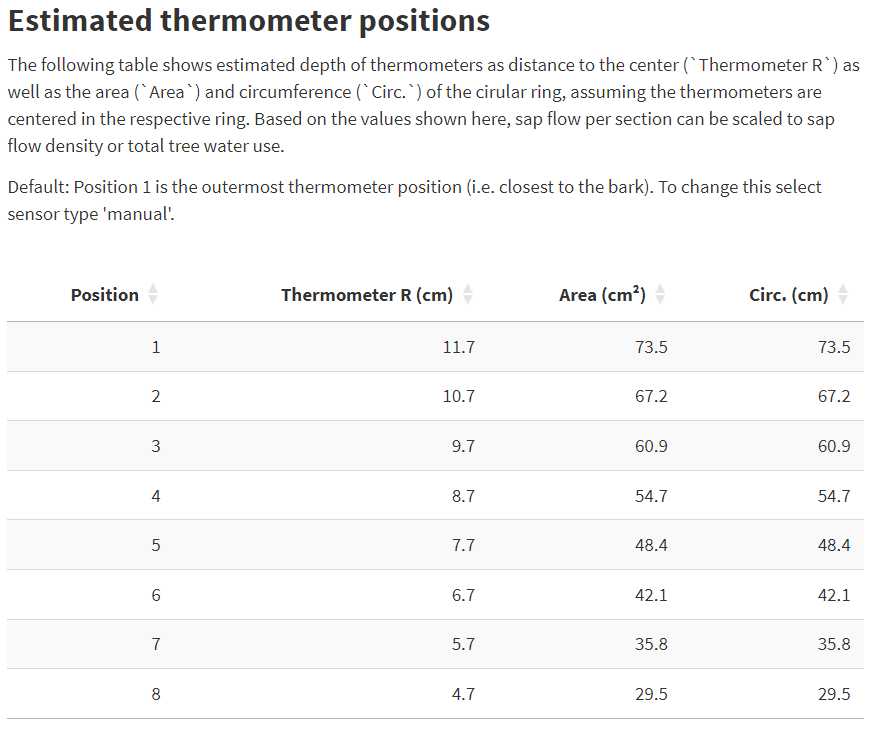 Estimated thermometer positions
The following table shows estimated depth of thermometers as distance to the center (`Thermometer R`) as
well as the area (`Area`) and circumference (`Circ.`) of the cirular ring, assuming the thermometers are
centered in the respective ring. Based on the values shown here, sap flow per section can be scaled to sap
flow density or total tree water use.
Default: Position 1 is the outermost thermometer position (i.e. closest to the bark). To change this select
sensor type 'manual'.
Position Thermometer R (cm) Area (cm²) Circ. (cm)
1 11.7 73.5 73.5
2 10.7 67.2 67.2
3 9.7 60.9 60.9
4 8.7 54.7 54.7
5 7.7 48.4 48.4
6 6.7 42.1 42.1
7 5.7 35.8 35.8
8 4.7 29.5 29.5